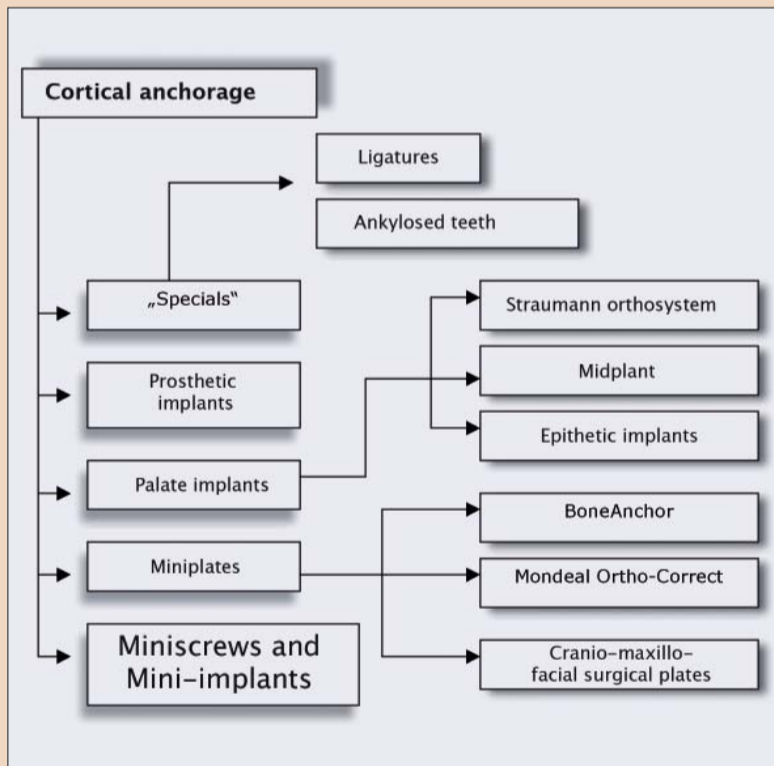 Cortical anchorage
Ligatures
Ankylosed teeth
„Specials“
Straumann orthosystem
Prosthetic
implants
Midplant
Epithetic implants
Palate implants
BoneAnchor
Miniplates
Mondeal Ortho-Correct
Miniscrews and
Mini-implants
Cranio-maxillo-
facial surgical plates